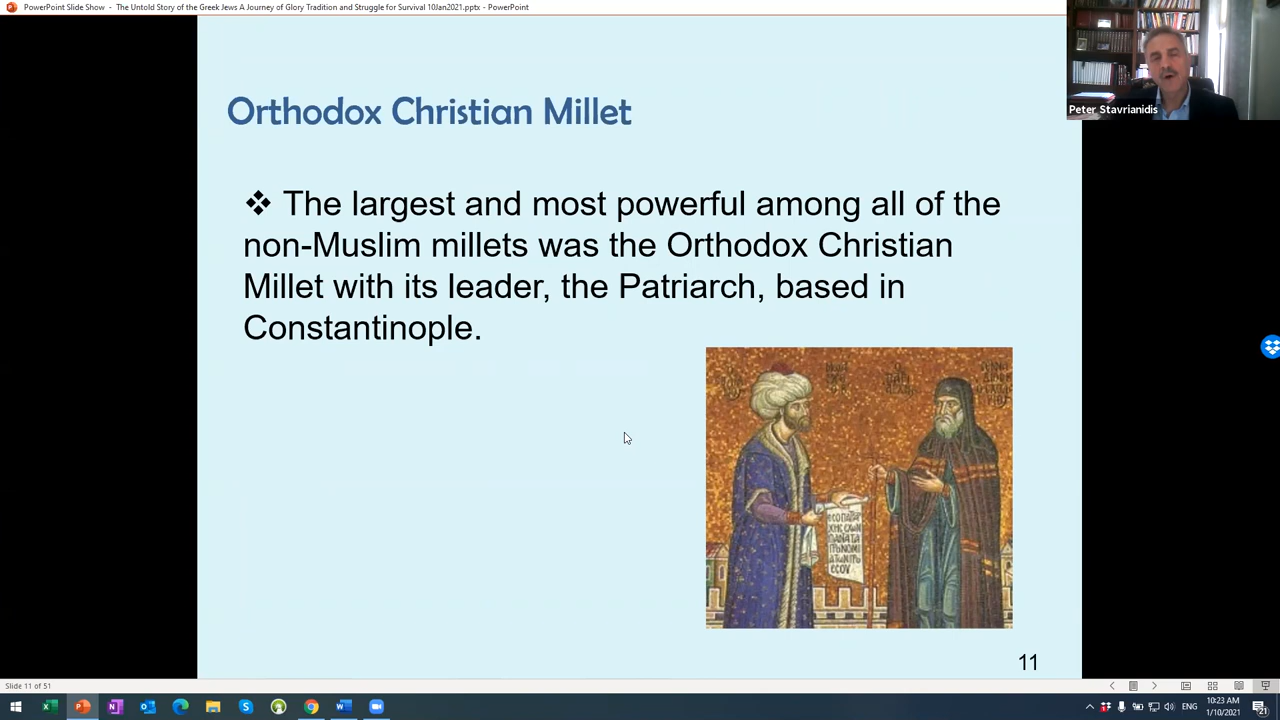 PowerPoint Slide Show - The Untold Story of the Greek Jews A Journey of Glory Tradition and Struggle for Survival 10Jan2021.pptx - PowerPoint
Peter Stavrianidis
Orthodox Christian Millet
❖ The largest and most powerful among all of the
non-Muslim millets was the Orthodox Christian
Millet with its leader, the Patriarch, based in
Constantinople.
11
Slide 11 of 51
ENG
10:23 AM
1/10/2021
21